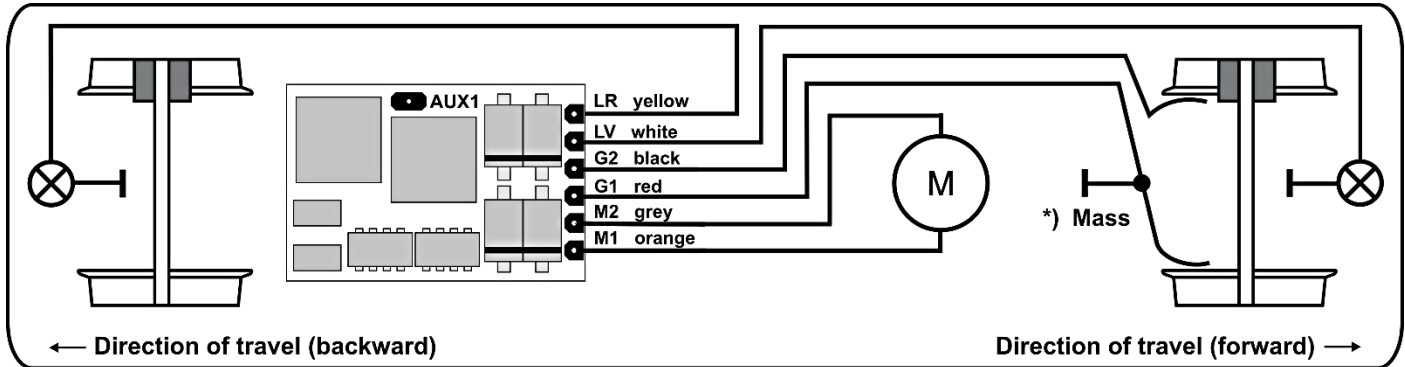 AUX1
LR yellow
LV white
G2 black
G1 red
M2 grey
M1 orange
M
*) Mass
← Direction of travel (backward)
Direction of travel (forward) →